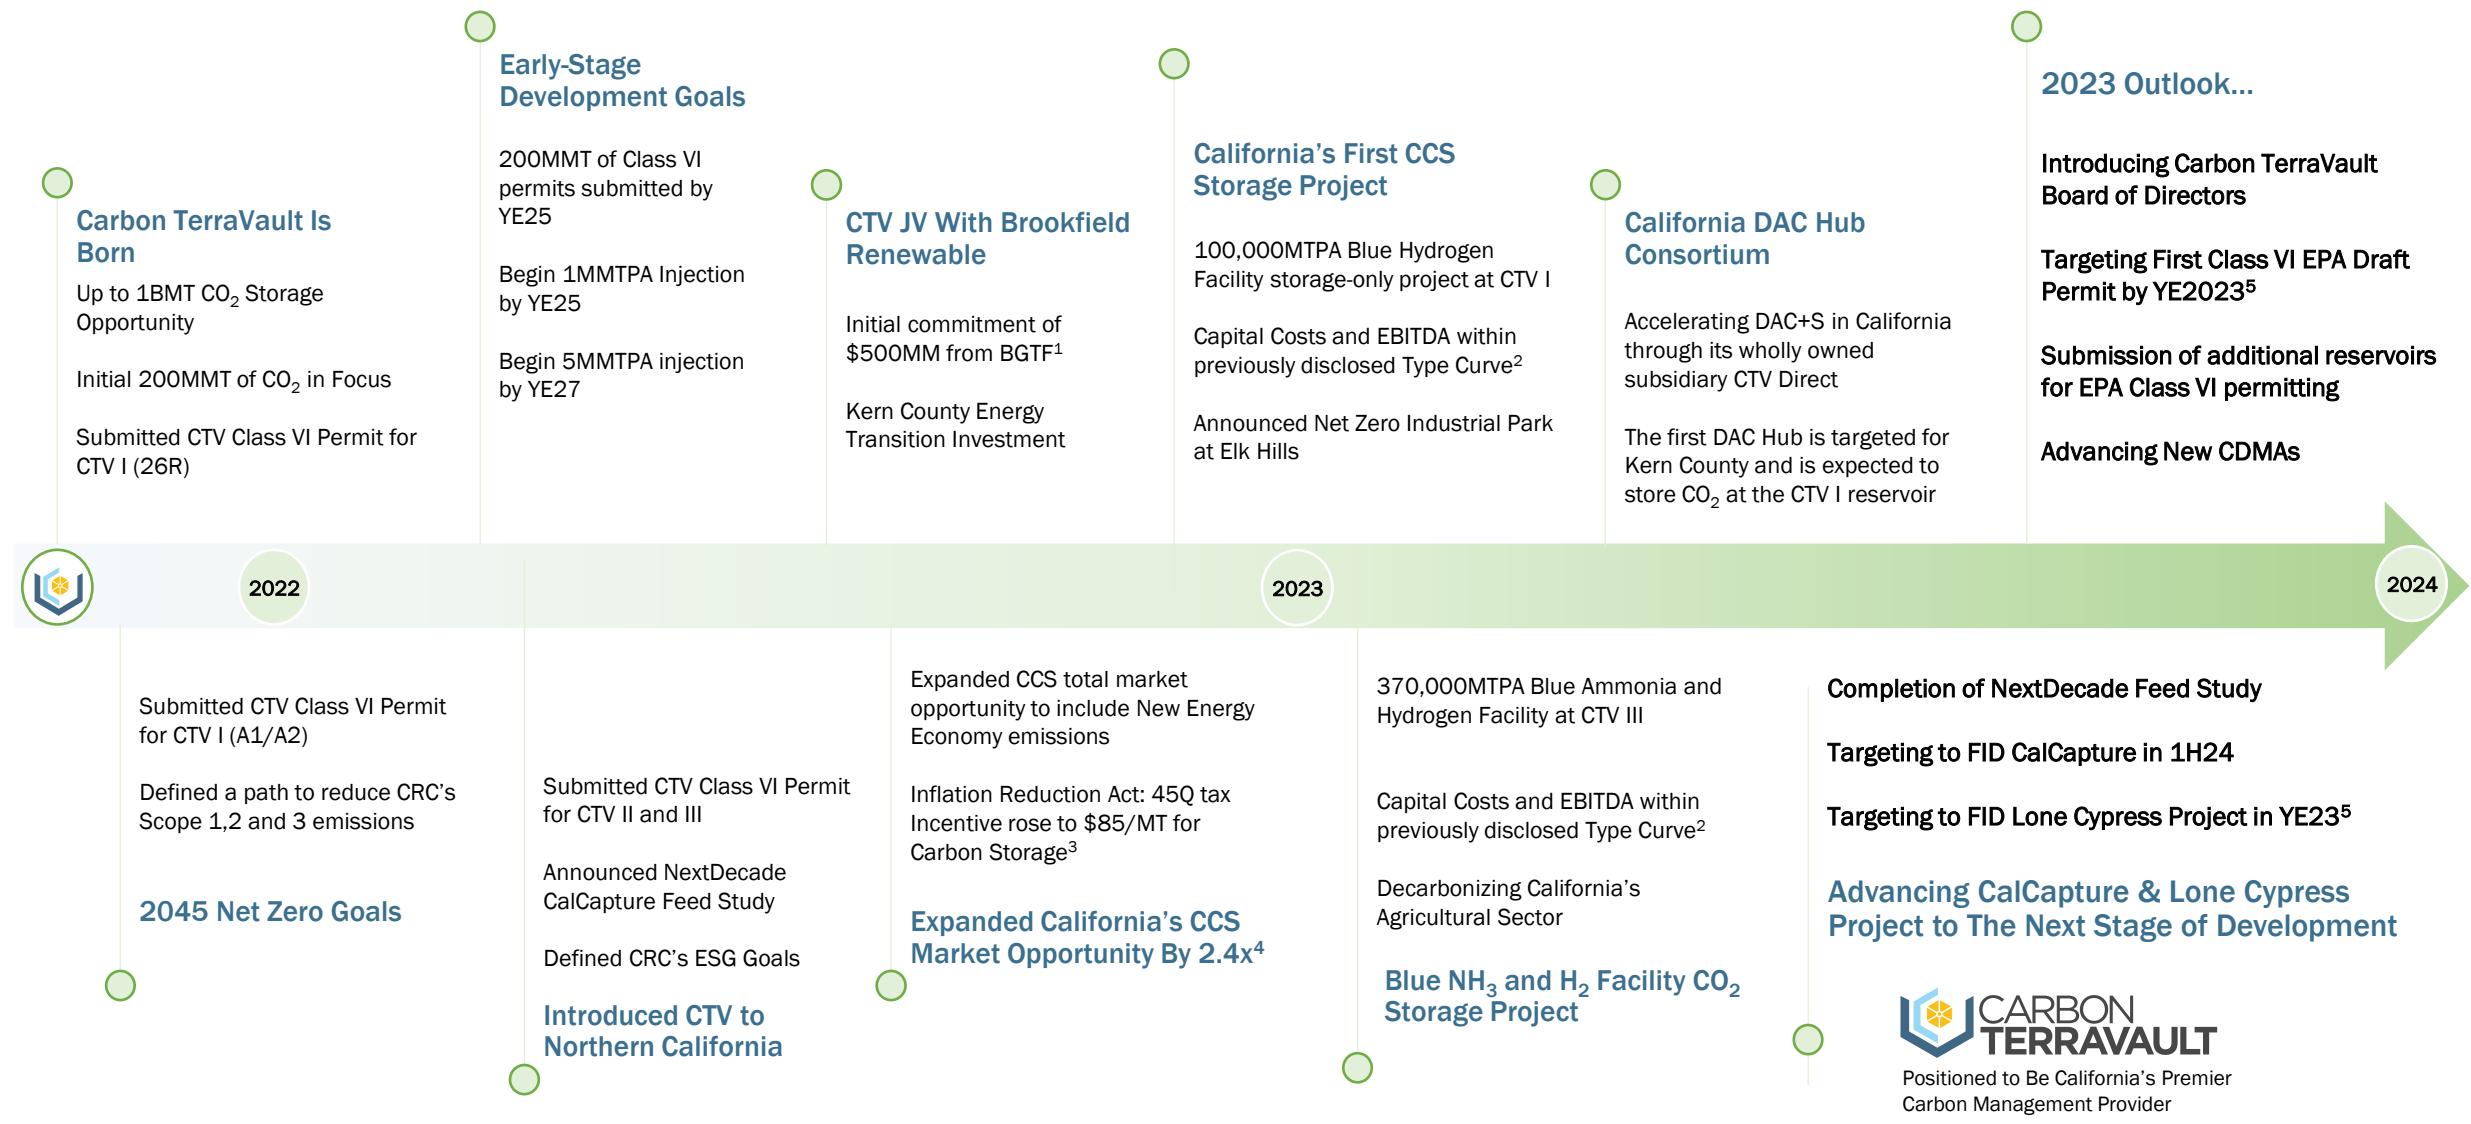 Carbon TerraVault Is
Born
Up to 1BMT CO₂ Storage
Opportunity
Initial 200MMT of CO₂ in Focus
Submitted CTV Class VI Permit for
CTV I (26R)
Early-Stage
Development Goals
200MMT of Class VI
permits submitted by
YE25
Begin 1MMTPA Injection
by YE25
Begin 5MMTPA injection
by YE27
CTV JV With Brookfield
Renewable
Initial commitment of
$500MM from BGTF¹
Kern County Energy
Transition Investment
California’s First CCS
Storage Project
100,000MTPA Blue Hydrogen
Facility storage-only project at CTV I
Capital Costs and EBITDA within
previously disclosed Type Curve²
Announced Net Zero Industrial Park
at Elk Hills
California DAC Hub
Consortium
Accelerating DAC+S in California
through its wholly owned
subsidiary CTV Direct
The first DAC Hub is targeted for
Kern County and is expected to
store CO₂ at the CTV I reservoir
2023 Outlook...
Introducing Carbon TerraVault
Board of Directors
Targeting First Class VI EPA Draft
Permit by YE2023⁵
Submission of additional reservoirs
for EPA Class VI permitting
Advancing New CDMAs
2022
2023
2024
Submitted CTV Class VI Permit
for CTV I (A1/A2)
Defined a path to reduce CRC’s
Scope 1,2 and 3 emissions
2045 Net Zero Goals
Submitted CTV Class VI Permit
for CTV II and III
Announced NextDecade
CalCapture Feed Study
Defined CRC’s ESG Goals
Introduced CTV to
Northern California
Expanded CCS total market
opportunity to include New Energy
Economy emissions
Inflation Reduction Act: 45Q tax
Incentive rose to $85/MT for
Carbon Storage³
Expanded California’s CCS
Market Opportunity By 2.4x⁴
370,000MTPA Blue Ammonia and
Hydrogen Facility at CTV III
Capital Costs and EBITDA within
previously disclosed Type Curve²
Decarbonizing California’s
Agricultural Sector
Blue NH₃ and H₂ Facility CO₂
Storage Project
Completion of NextDecade Feed Study
Targeting to FID CalCapture in 1H24
Targeting to FID Lone Cypress Project in YE23⁵
Advancing CalCapture & Lone Cypress
Project to The Next Stage of Development
CARBON
TERRAVAULT
Positioned to Be California’s Premier
Carbon Management Provider